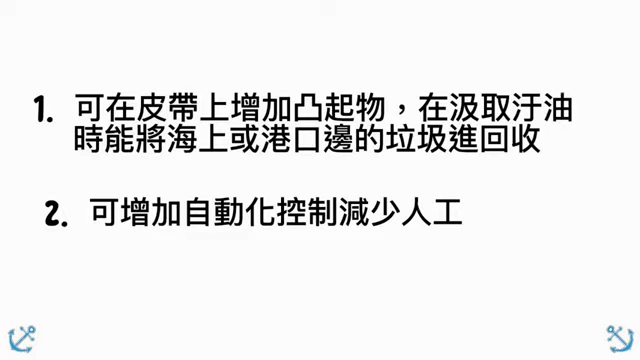 1. 可在皮帶上增加凸起物，在汲取汙油
時能將海上或港口邊的垃圾進回收
2. 可增加自動化控制減少人工